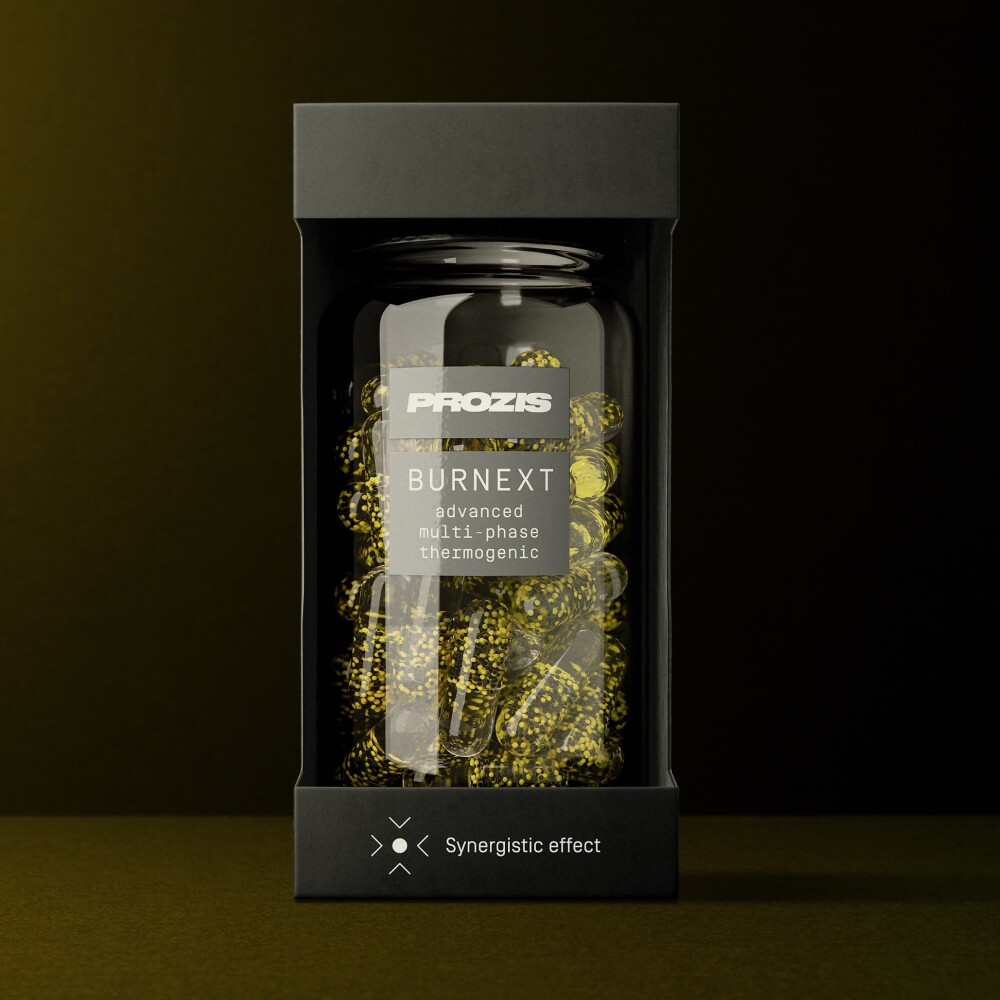 PROZIS
BURNEXT
advanced
multi-phase
thermogenic
Synergistic effect